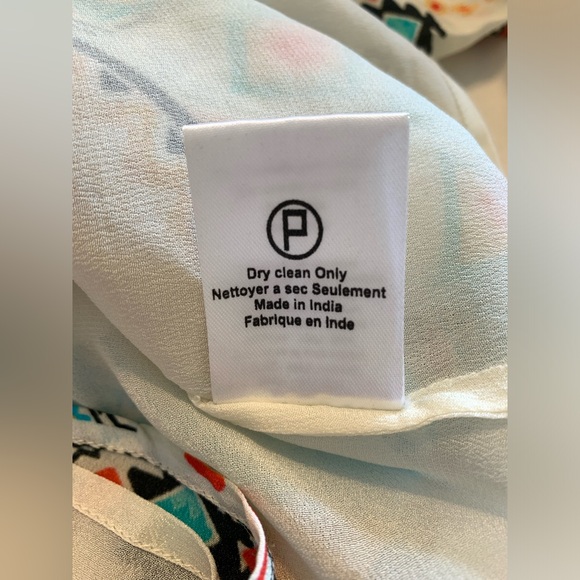 P
Dry clean Only
Nettoyer a sec Seulement
Made in India
Fabrique en Inde